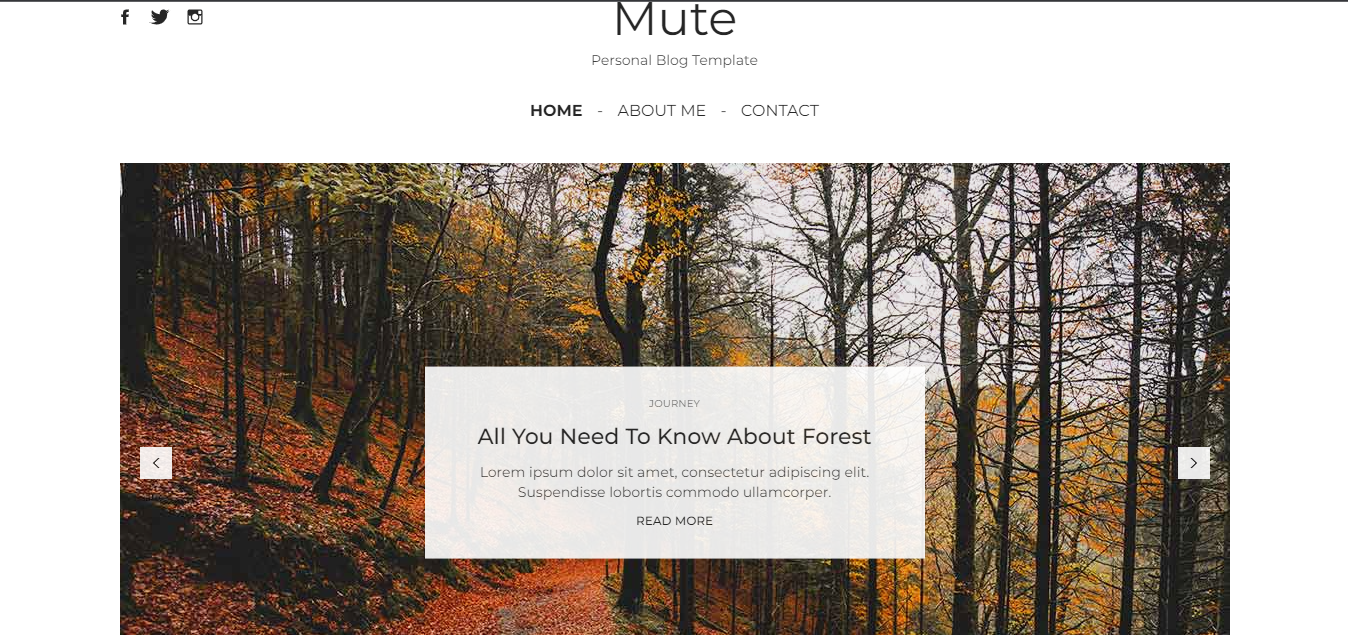 Mute
Personal Blog Template
HOME - ABOUT ME - CONTACT
JOURNEY
All You Need To Know About Forest
Lorem ipsum dolor sit amet, consectetur adipiscing elit.
Suspendisse lobortis commodo ullamcorper.
READ MORE